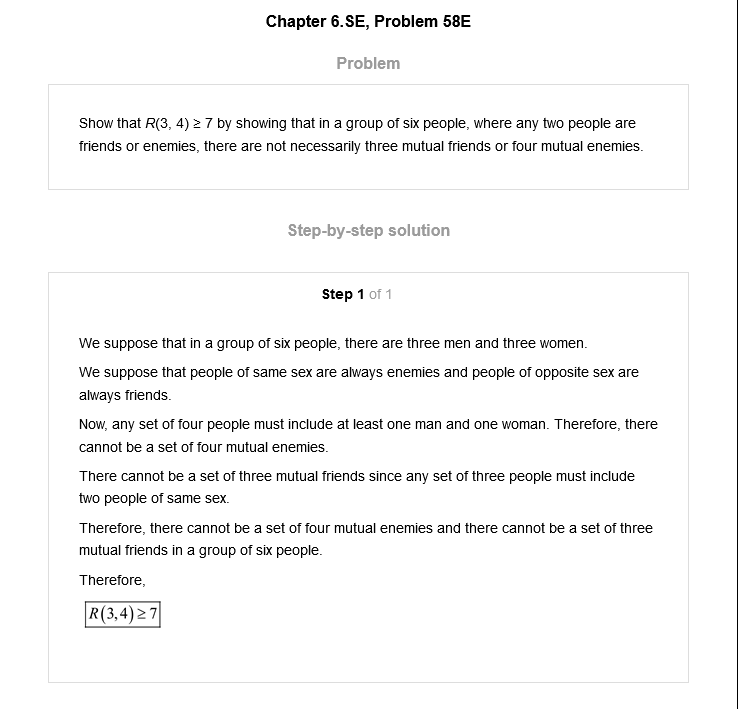 Chapter 6.SE, Problem 58E
Problem
Show that R(3, 4) ≥ 7 by showing that in a group of six people, where any two people are
friends or enemies, there are not necessarily three mutual friends or four mutual enemies.
Step-by-step solution
Step 1 of 1
We suppose that in a group of six people, there are three men and three women.
We suppose that people of same sex are always enemies and people of opposite sex are
always friends.
Now, any set of four people must include at least one man and one woman. Therefore, there
cannot be a set of four mutual enemies.
There cannot be a set of three mutual friends since any set of three people must include
two people of same sex.
Therefore, there cannot be a set of four mutual enemies and there cannot be a set of three
mutual friends in a group of six people.
Therefore,
R(3,4) ≥ 7